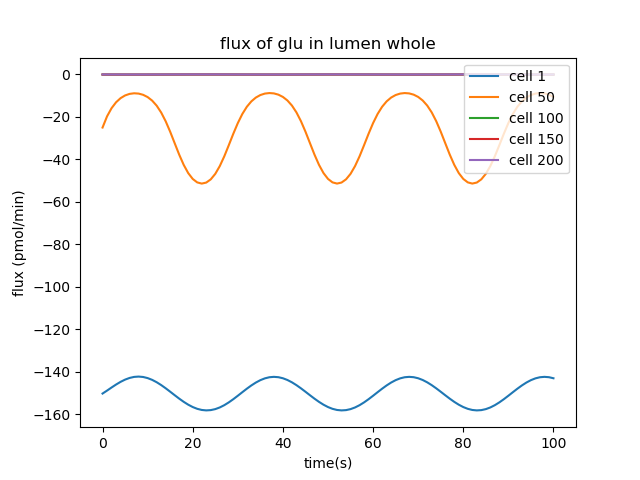 flux of glu in lumen whole
0
−20
−40
−60
−80
−100
−120
−140
−160
flux (pmol/min)
cell 1
cell 50
cell 100
cell 150
cell 200
0
20
40
60
80
100
time(s)